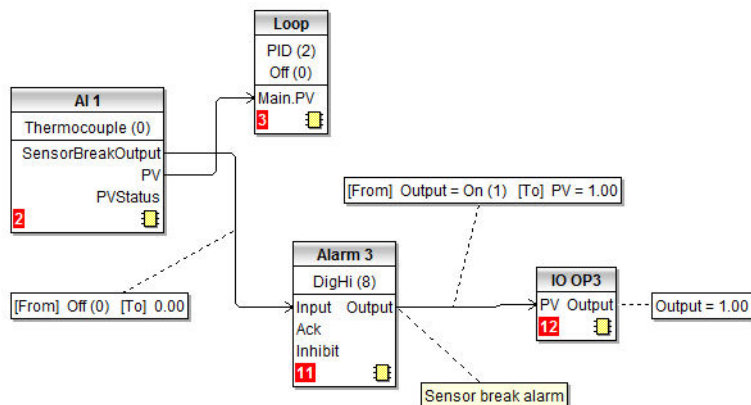 Loop
PID (2)
Off (0)
Main.PV
3
AI 1
Thermocouple (0)
SensorBreakOutput
PV
PVStatus
2
[From] Output = On (1) [To] PV = 1.00
[From] Off (0) [To] 0.00
Alarm 3
DigHi (8)
Input Output
Ack
Inhibit
11
IO OP3
PV Output
12
Output = 1.00
Sensor break alarm